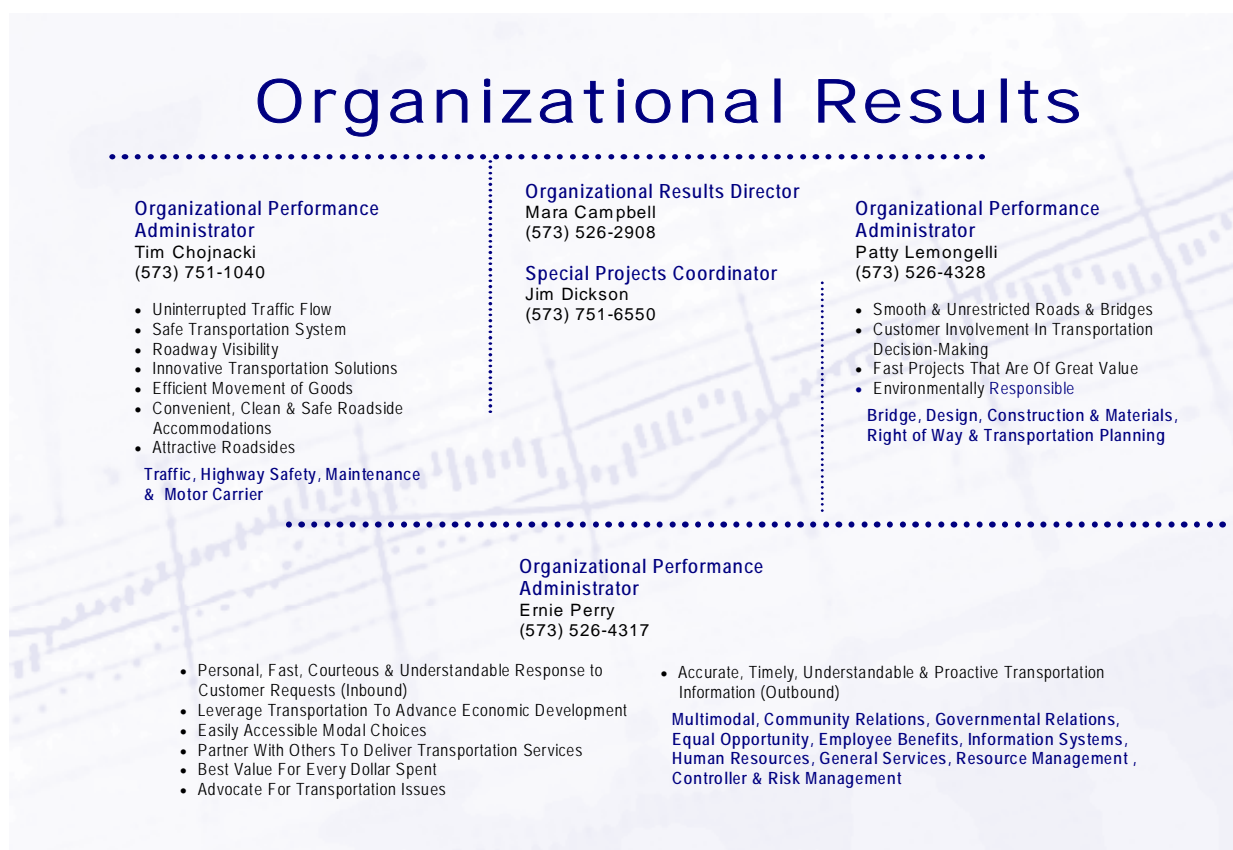 Organizational Results
Organizational Performance
Administrator
Tim Chojnacki
(573) 751-1040
• Uninterrupted Traffic Flow
• Safe Transportation System
• Roadway Visibility
• Innovative Transportation Solutions
• Efficient Movement of Goods
• Convenient, Clean & Safe Roadside
Accommodations
• Attractive Roadsides
Traffic, Highway Safety, Maintenance
& Motor Carrier
Organizational Results Director
Mara Campbell
(573) 526-2908
Special Projects Coordinator
Jim Dickson
(573) 751-6550
Organizational Performance
Administrator
Patty Lemongelli
(573) 526-4328
• Smooth & Unrestricted Roads & Bridges
• Customer Involvement In Transportation
Decision-Making
• Fast Projects That Are Of Great Value
• Environmentally Responsible
Bridge, Design, Construction & Materials,
Right of Way & Transportation Planning
Organizational Performance
Administrator
Ernie Perry
(573) 526-4317
• Personal, Fast, Courteous & Understandable Response to
Customer Requests (Inbound)
• Leverage Transportation To Advance Economic Development
• Easily Accessible Modal Choices
• Partner With Others To Deliver Transportation Services
• Best Value For Every Dollar Spent
• Advocate For Transportation Issues
• Accurate, Timely, Understandable & Proactive Transportation
Information (Outbound)
Multimodal, Community Relations, Governmental Relations,
Equal Opportunity, Employee Benefits, Information Systems,
Human Resources, General Services, Resource Management ,
Controller & Risk Management